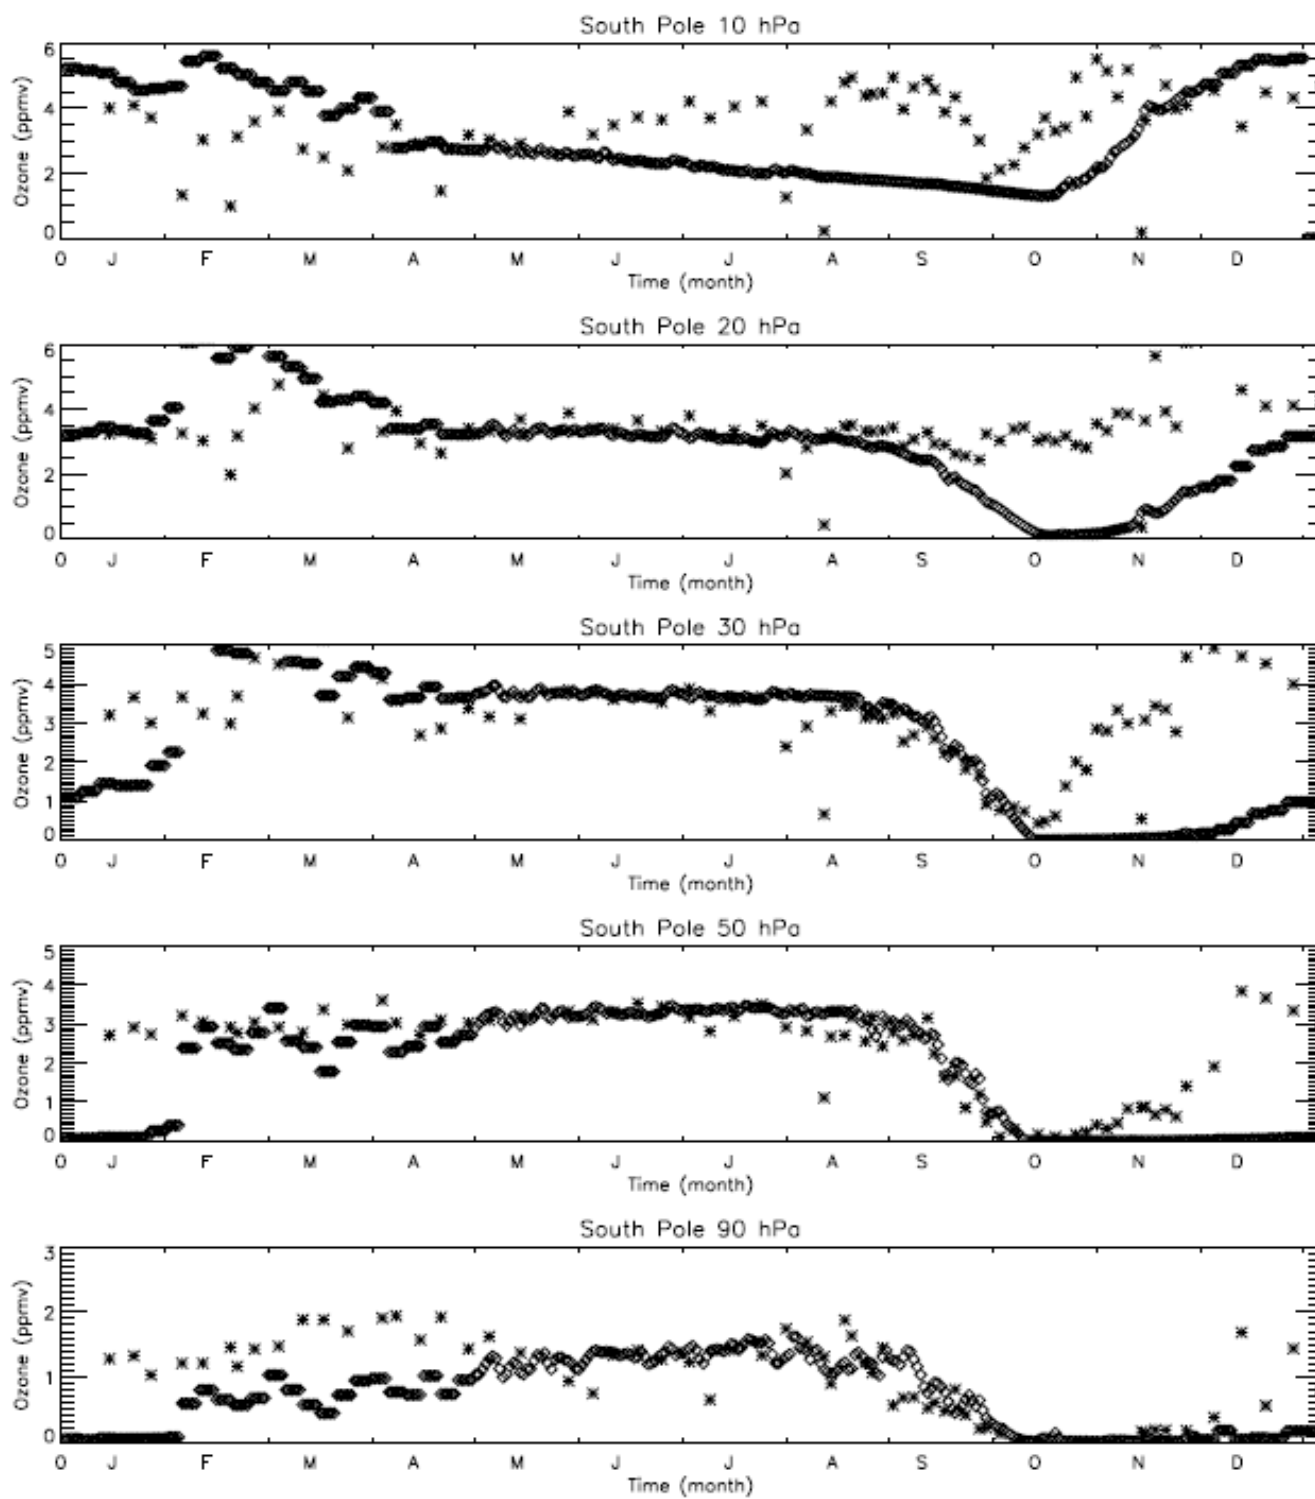 South Pole 10 hPa
6
4
2
0
Ozone (ppmv)
O J F M A M J J A S O N D
Time (month)
South Pole 20 hPa
6
4
2
0
Ozone (ppmv)
O J F M A M J J A S O N D
Time (month)
South Pole 30 hPa
5
4
3
2
1
0
Ozone (ppmv)
O J F M A M J J A S O N D
Time (month)
South Pole 50 hPa
5
4
3
2
1
0
Ozone (ppmv)
O J F M A M J J A S O N D
Time (month)
South Pole 90 hPa
3
2
1
0
Ozone (ppmv)
O J F M A M J J A S O N D
Time (month)